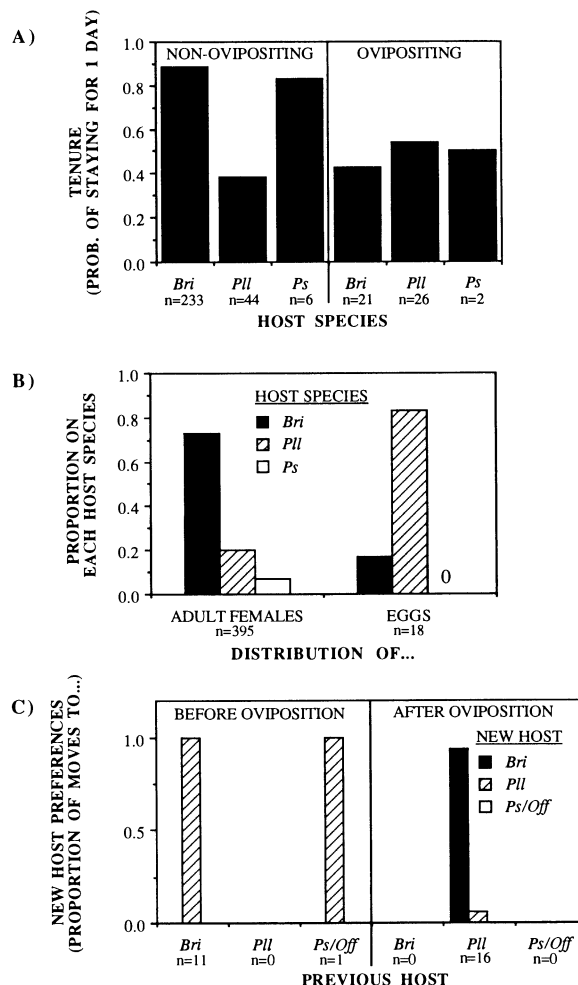 A)
TENURE
(PROB. OF STAYING FOR 1 DAY)
1.0
0.8
0.6
0.4
0.2
0.0
NON-OVIPOSITING
OVIPOSITING
Bri Pll Ps Bri Pll Ps
n=233 n=44 n=6 n=21 n=26 n=2
HOST SPECIES
B)
PROPORTION ON
EACH HOST SPECIES
1.0
0.8
0.6
0.4
0.2
0.0
HOST SPECIES
Bri
Pll
Ps
0
ADULT FEMALES EGGS
n=395 n=18
DISTRIBUTION OF...
C)
NEW HOST PREFERENCES
(PROPORTION OF MOVES TO...)
1.0
0.5
0.0
BEFORE OVIPOSITION
AFTER OVIPOSITION
NEW HOST
Bri
Pll
Ps/Off
Bri Pll Ps/Off Bri Pll Ps/Off
n=11 n=0 n=1 n=0 n=16 n=0
PREVIOUS HOST